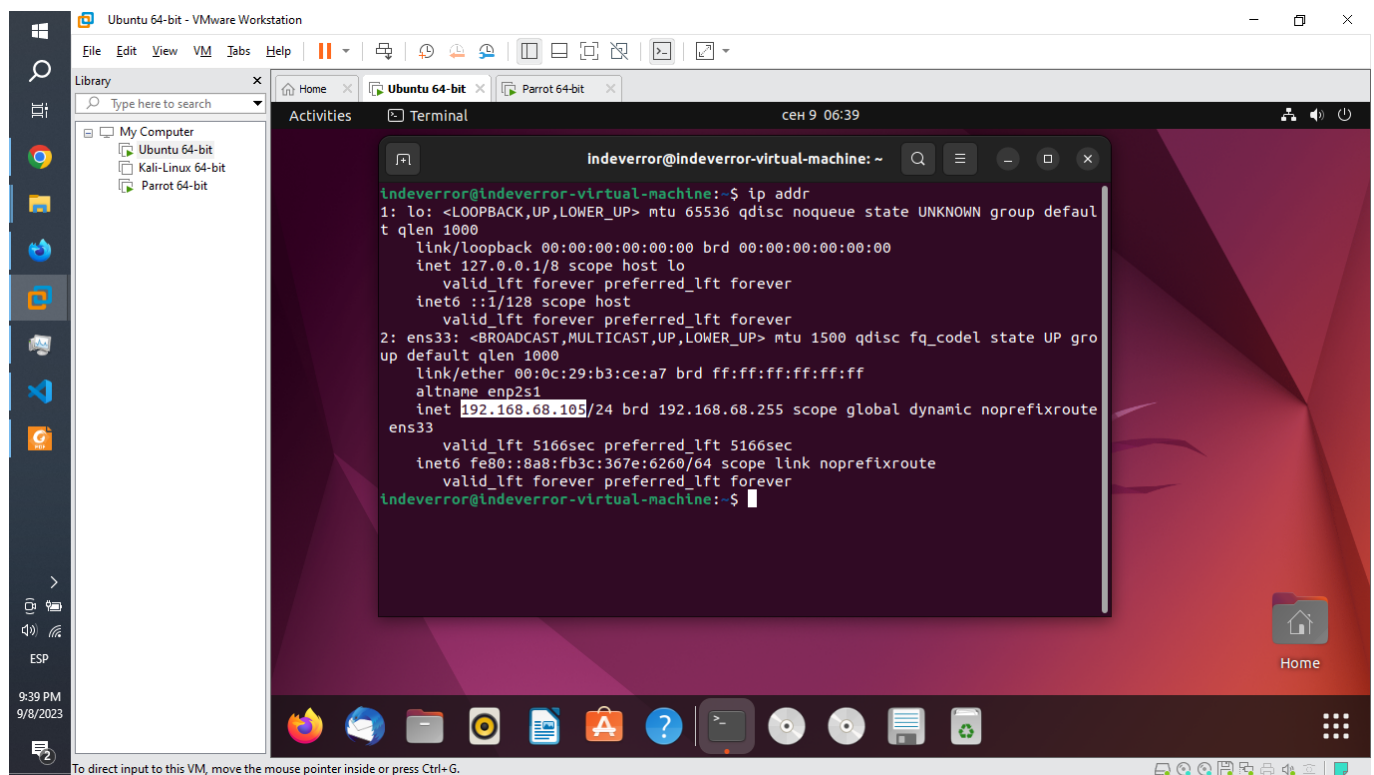 Ubuntu 64-bit - VMware Workstation
File Edit View VM Tabs Help
Library
Type here to search
My Computer
Ubuntu 64-bit
Kali-Linux 64-bit
Parrot 64-bit
Home
Ubuntu 64-bit
Parrot 64-bit
Activities
Terminal
сен 9 06:39
indeverror@indeverror-virtual-machine: ~
indeverror@indeverror-virtual-machine:~$ ip addr
1: lo: <LOOPBACK,UP,LOWER_UP> mtu 65536 qdisc noqueue state UNKNOWN group defaul
t qlen 1000
link/loopback 00:00:00:00:00:00 brd 00:00:00:00:00:00
inet 127.0.0.1/8 scope host lo
valid_lft forever preferred_lft forever
inet6 ::1/128 scope host
valid_lft forever preferred_lft forever
2: ens33: <BROADCAST,MULTICAST,UP,LOWER_UP> mtu 1500 qdisc fq_codel state UP gro
up default qlen 1000
link/ether 00:0c:29:b3:ce:a7 brd ff:ff:ff:ff:ff:ff
altname enp2s1
inet 192.168.68.105/24 brd 192.168.68.255 scope global dynamic noprefixroute
ens33
valid_lft 5166sec preferred_lft 5166sec
inet6 fe80::8a8:fb3c:367e:6260/64 scope link noprefixroute
valid_lft forever preferred_lft forever
indeverror@indeverror-virtual-machine:~$
Home
ESP
9:39 PM
9/8/2023
2
To direct input to this VM, move the mouse pointer inside or press Ctrl+G.